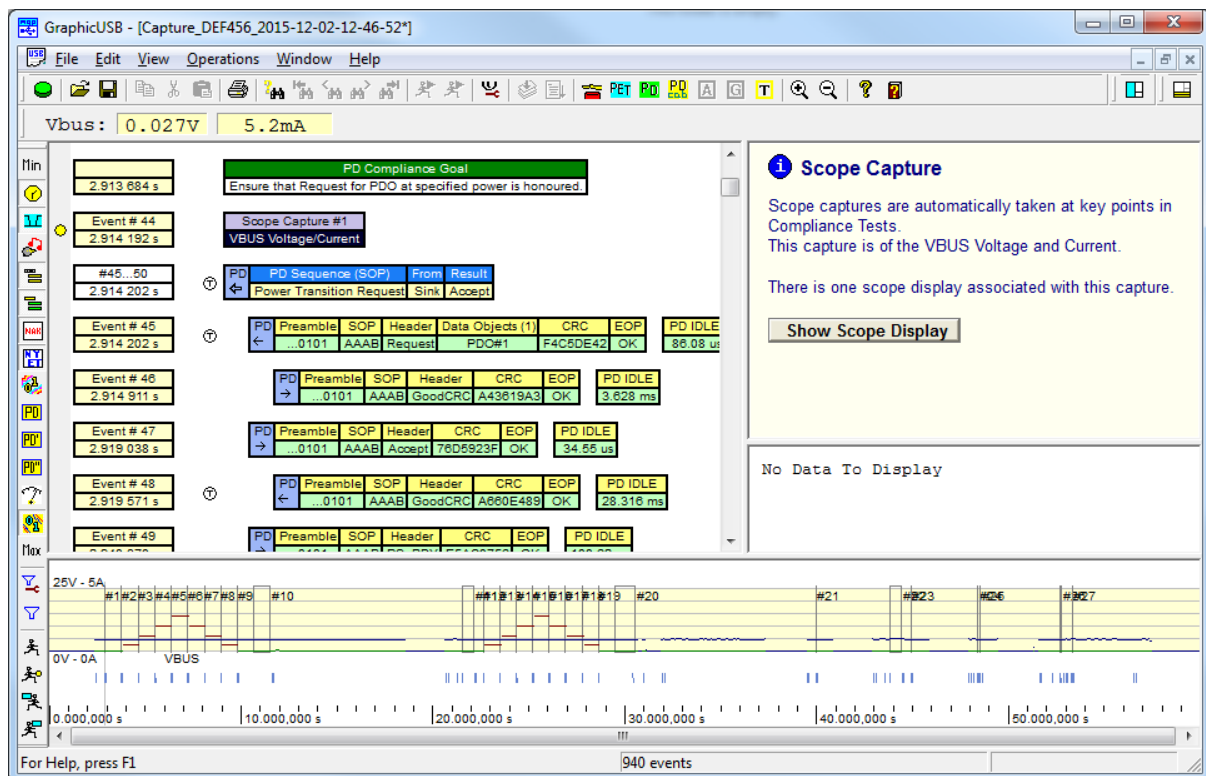 GraphicUSB - [Capture_DEF456_2015-12-02-12-46-52*]
File Edit View Operations Window Help
PET PD A G T
Vbus: 0.027V 5.2mA
Min
NAK
NY ET
PD
PD'
PD"
Max
PD Compliance Goal
2.913 684 s Ensure that Request for PDO at specified power is honoured.
Event # 44 Scope Capture #1
2.914 192 s VBUS Voltage/Current
#45...50 PD PD Sequence (SOP) From Result
2.914 202 s Power Transition Request Sink Accept
Event # 45 PD Preamble SOP Header Data Objects (1) CRC EOP PD IDLE
2.914 202 s ...0101 AAAB Request PDO#1 F4C5DE42 OK 86.08 us
Event # 46 PD Preamble SOP Header CRC EOP PD IDLE
2.914 911 s ...0101 AAAB GoodCRC A43619A3 OK 3.628 ms
Event # 47 PD Preamble SOP Header CRC EOP PD IDLE
2.919 038 s ...0101 AAAB Accept 76D5923F OK 34.55 us
Event # 48 PD Preamble SOP Header CRC EOP PD IDLE
2.919 571 s ...0101 AAAB GoodCRC A660E489 OK 28.316 ms
Event # 49 PD Preamble SOP Header CRC EOP PD IDLE
Scope Capture
Scope captures are automatically taken at key points in
Compliance Tests.
This capture is of the VBUS Voltage and Current.
There is one scope display associated with this capture.
Show Scope Display
No Data To Display
25V - 5A
#1 #2 #3 #4 #5 #6 #7 #8 #9 #10 #19 #20 #21 #23 #27
0V - 0A VBUS
0.000,000 s 10.000,000 s 20.000,000 s 30.000,000 s 40.000,000 s 50.000,000 s
For Help, press F1 940 events